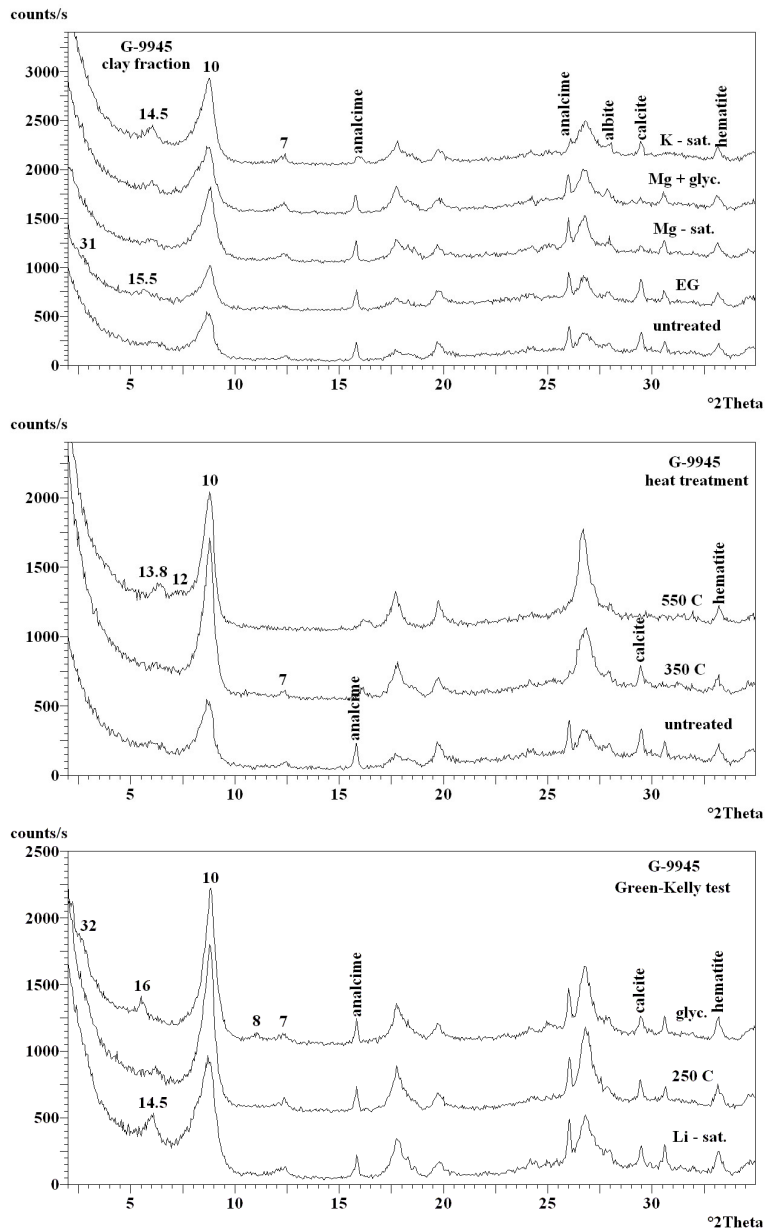 counts/s
G-9945
clay fraction
3000
2500
2000
1500
1000
500
0
10
14.5
7
31
15.5
analcime
analcime
albite
calcite
hematite
K - sat.
Mg + glyc.
Mg - sat.
EG
untreated
5 10 15 20 25 30
°2Theta
counts/s
G-9945
heat treatment
2000
1500
1000
500
0
10
13.8
12
7
analcime
calcite
hematite
550 C
350 C
untreated
5 10 15 20 25 30
°2Theta
counts/s
G-9945
Green-Kelly test
2500
2000
1500
1000
500
0
10
32
16
8
7
14.5
analcime
calcite
hematite
glyc.
250 C
Li - sat.
5 10 15 20 25 30
°2Theta